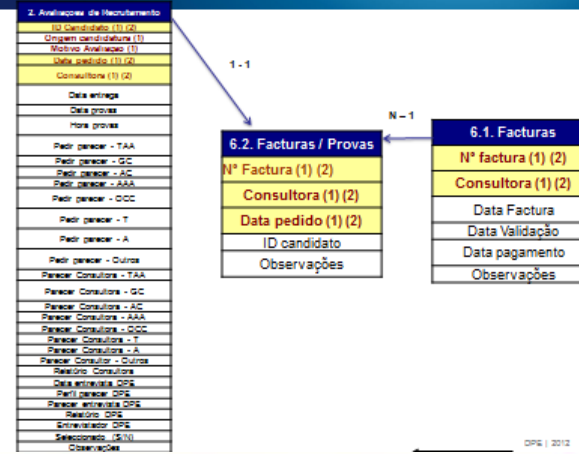 2. Avaliações de Recrutamento
ID Candidato (1) (2)
Origem candidatura (1)
Motivo Avaliaçao (1)
Data pedido (1) (2)
Consultora (1) (2)
Data entrega
Data provas
Hora provas
Pedir parecer - TAA
Pedir parecer - GC
Pedir parecer - AC
Pedir parecer - AAA
Pedir parecer - OCC
Pedir parecer - T
Pedir parecer - A
Pedir parecer - Outros
Parecer Consultora - TAA
Parecer Consultora - GC
Parecer Consultora - AC
Parecer Consultora - AAA
Parecer Consultora - OCC
Parecer Consultora - T
Parecer Consultora - A
Parecer Consultor - Outros
Relatório Consultora
Data entrevista DPE
Perfil parecer DPE
Parecer entrevista DPE
Relatório DPE
Entrevistador DPE
Seleccionado (S/N)
Observações
1 - 1
6.2. Facturas / Provas
Nº Factura (1) (2)
Consultora (1) (2)
Data pedido (1) (2)
ID candidato
Observações
N – 1
6.1. Facturas
Nº factura (1) (2)
Consultora (1) (2)
Data Factura
Data Validação
Data pagamento
Observações
DPE | 2012